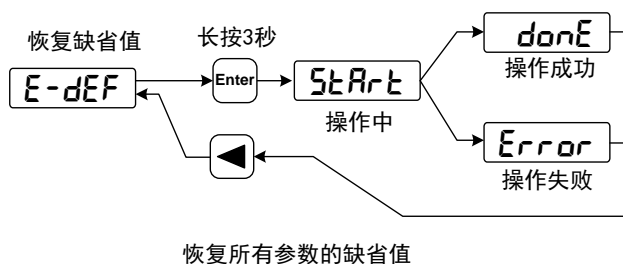 恢复缺省值
长按3秒
E-dEF
Enter
StArt
操作中
donE
操作成功
Error
操作失败
恢复所有参数的缺省值